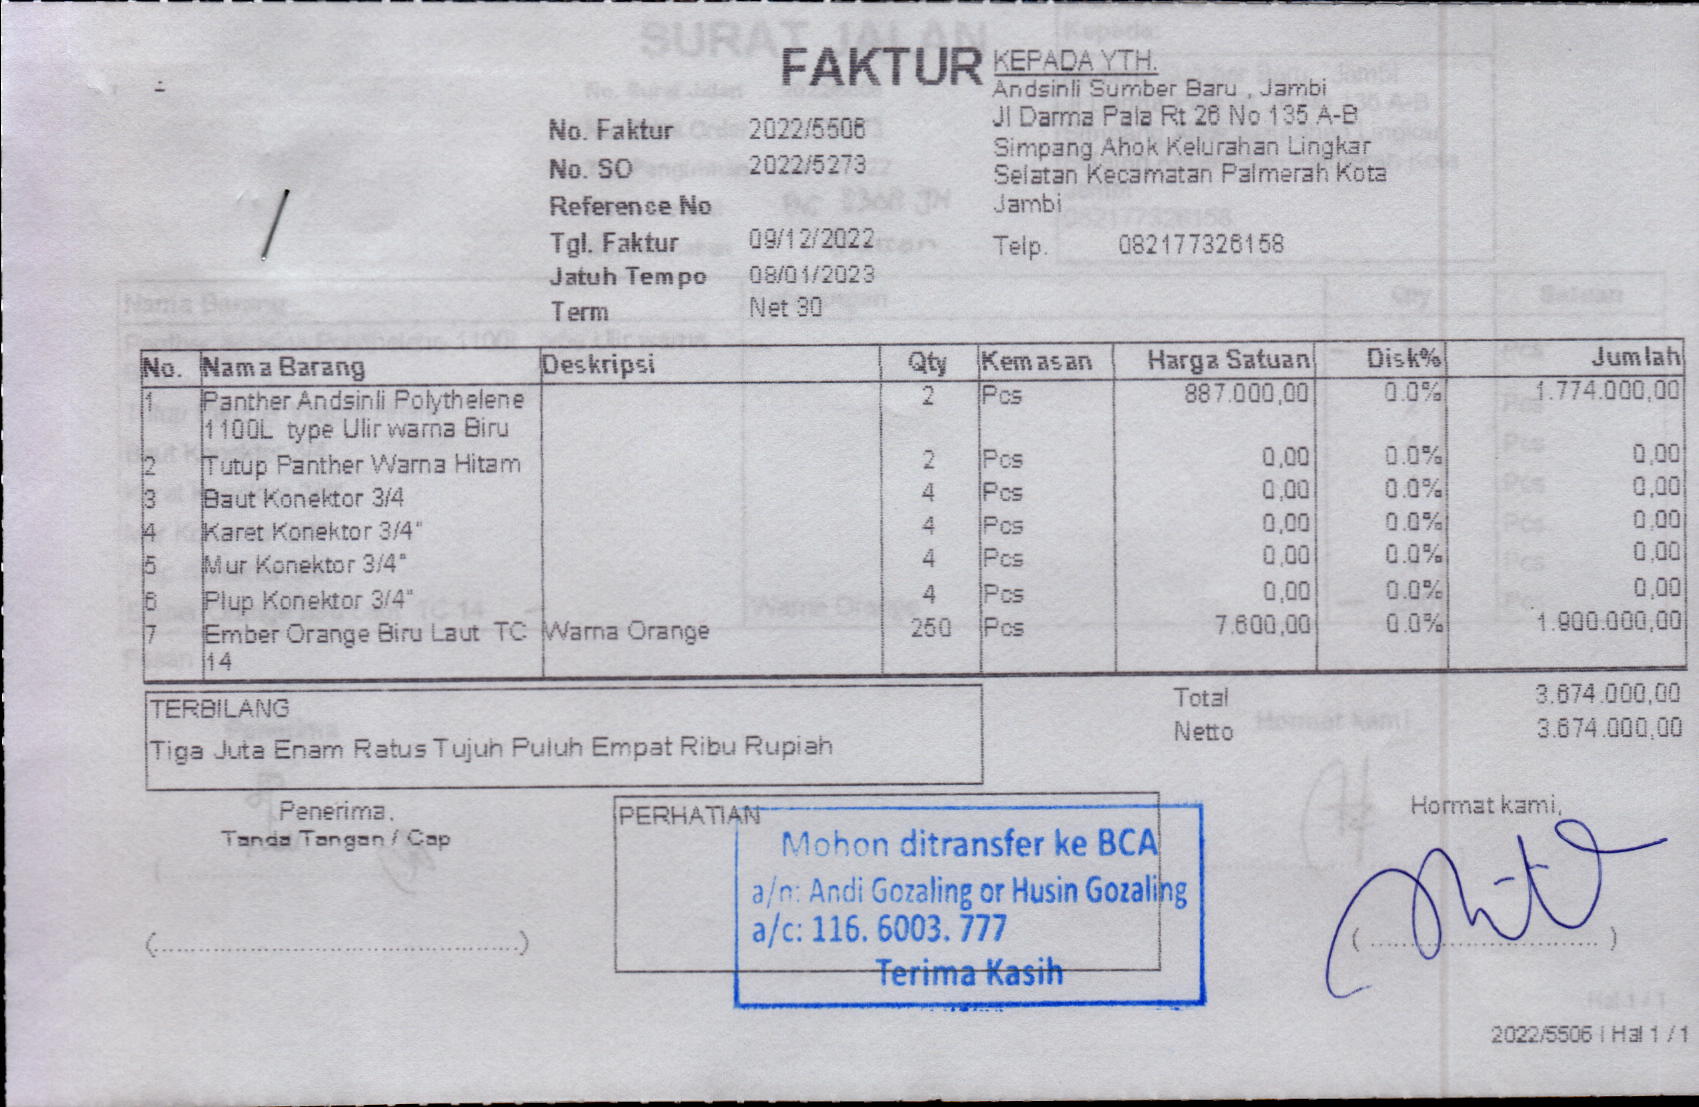 FAKTUR
KEPADA YTH.
Andsinli Sumber Baru , Jambi
Jl Darma Pala Rt 26 No 135 A-B
Simpang Ahok Kelurahan Lingkar
Selatan Kecamatan Palmerah Kota
Jambi
Telp. 082177326158
No. Faktur 2022/5506
No. SO 2022/5273
Reference No
Tgl. Faktur 09/12/2022
Jatuh Tempo 08/01/2023
Term Net 30
No. Nama Barang Deskripsi Qty Kemasan Harga Satuan Disk% Jumlah
1 Panther Andsinli Polythelene 2 Pcs 887.000,00 0.0% 1.774.000,00
1100L type Ulir warna Biru
2 Tutup Panther Warna Hitam 2 Pcs 0,00 0.0% 0,00
3 Baut Konektor 3/4 4 Pcs 0,00 0.0% 0,00
4 Karet Konektor 3/4" 4 Pcs 0,00 0.0% 0,00
5 Mur Konektor 3/4" 4 Pcs 0,00 0.0% 0,00
6 Plup Konektor 3/4" 4 Pcs 0,00 0.0% 0,00
7 Ember Orange Biru Laut TC Warna Orange 250 Pcs 7.600,00 0.0% 1.900.000,00
14
Total 3.674.000,00
Netto 3.674.000,00
TERBILANG
Tiga Juta Enam Ratus Tujuh Puluh Empat Ribu Rupiah
Penerima,
Tanda Tangan / Cap
(..........................................)
PERHATIAN
Mohon ditransfer ke BCA
a/n: Andi Gozaling or Husin Gozaling
a/c: 116. 6003. 777
Terima Kasih
Hormat kami,
(..............................)
2022/5506 | Hal 1 / 1